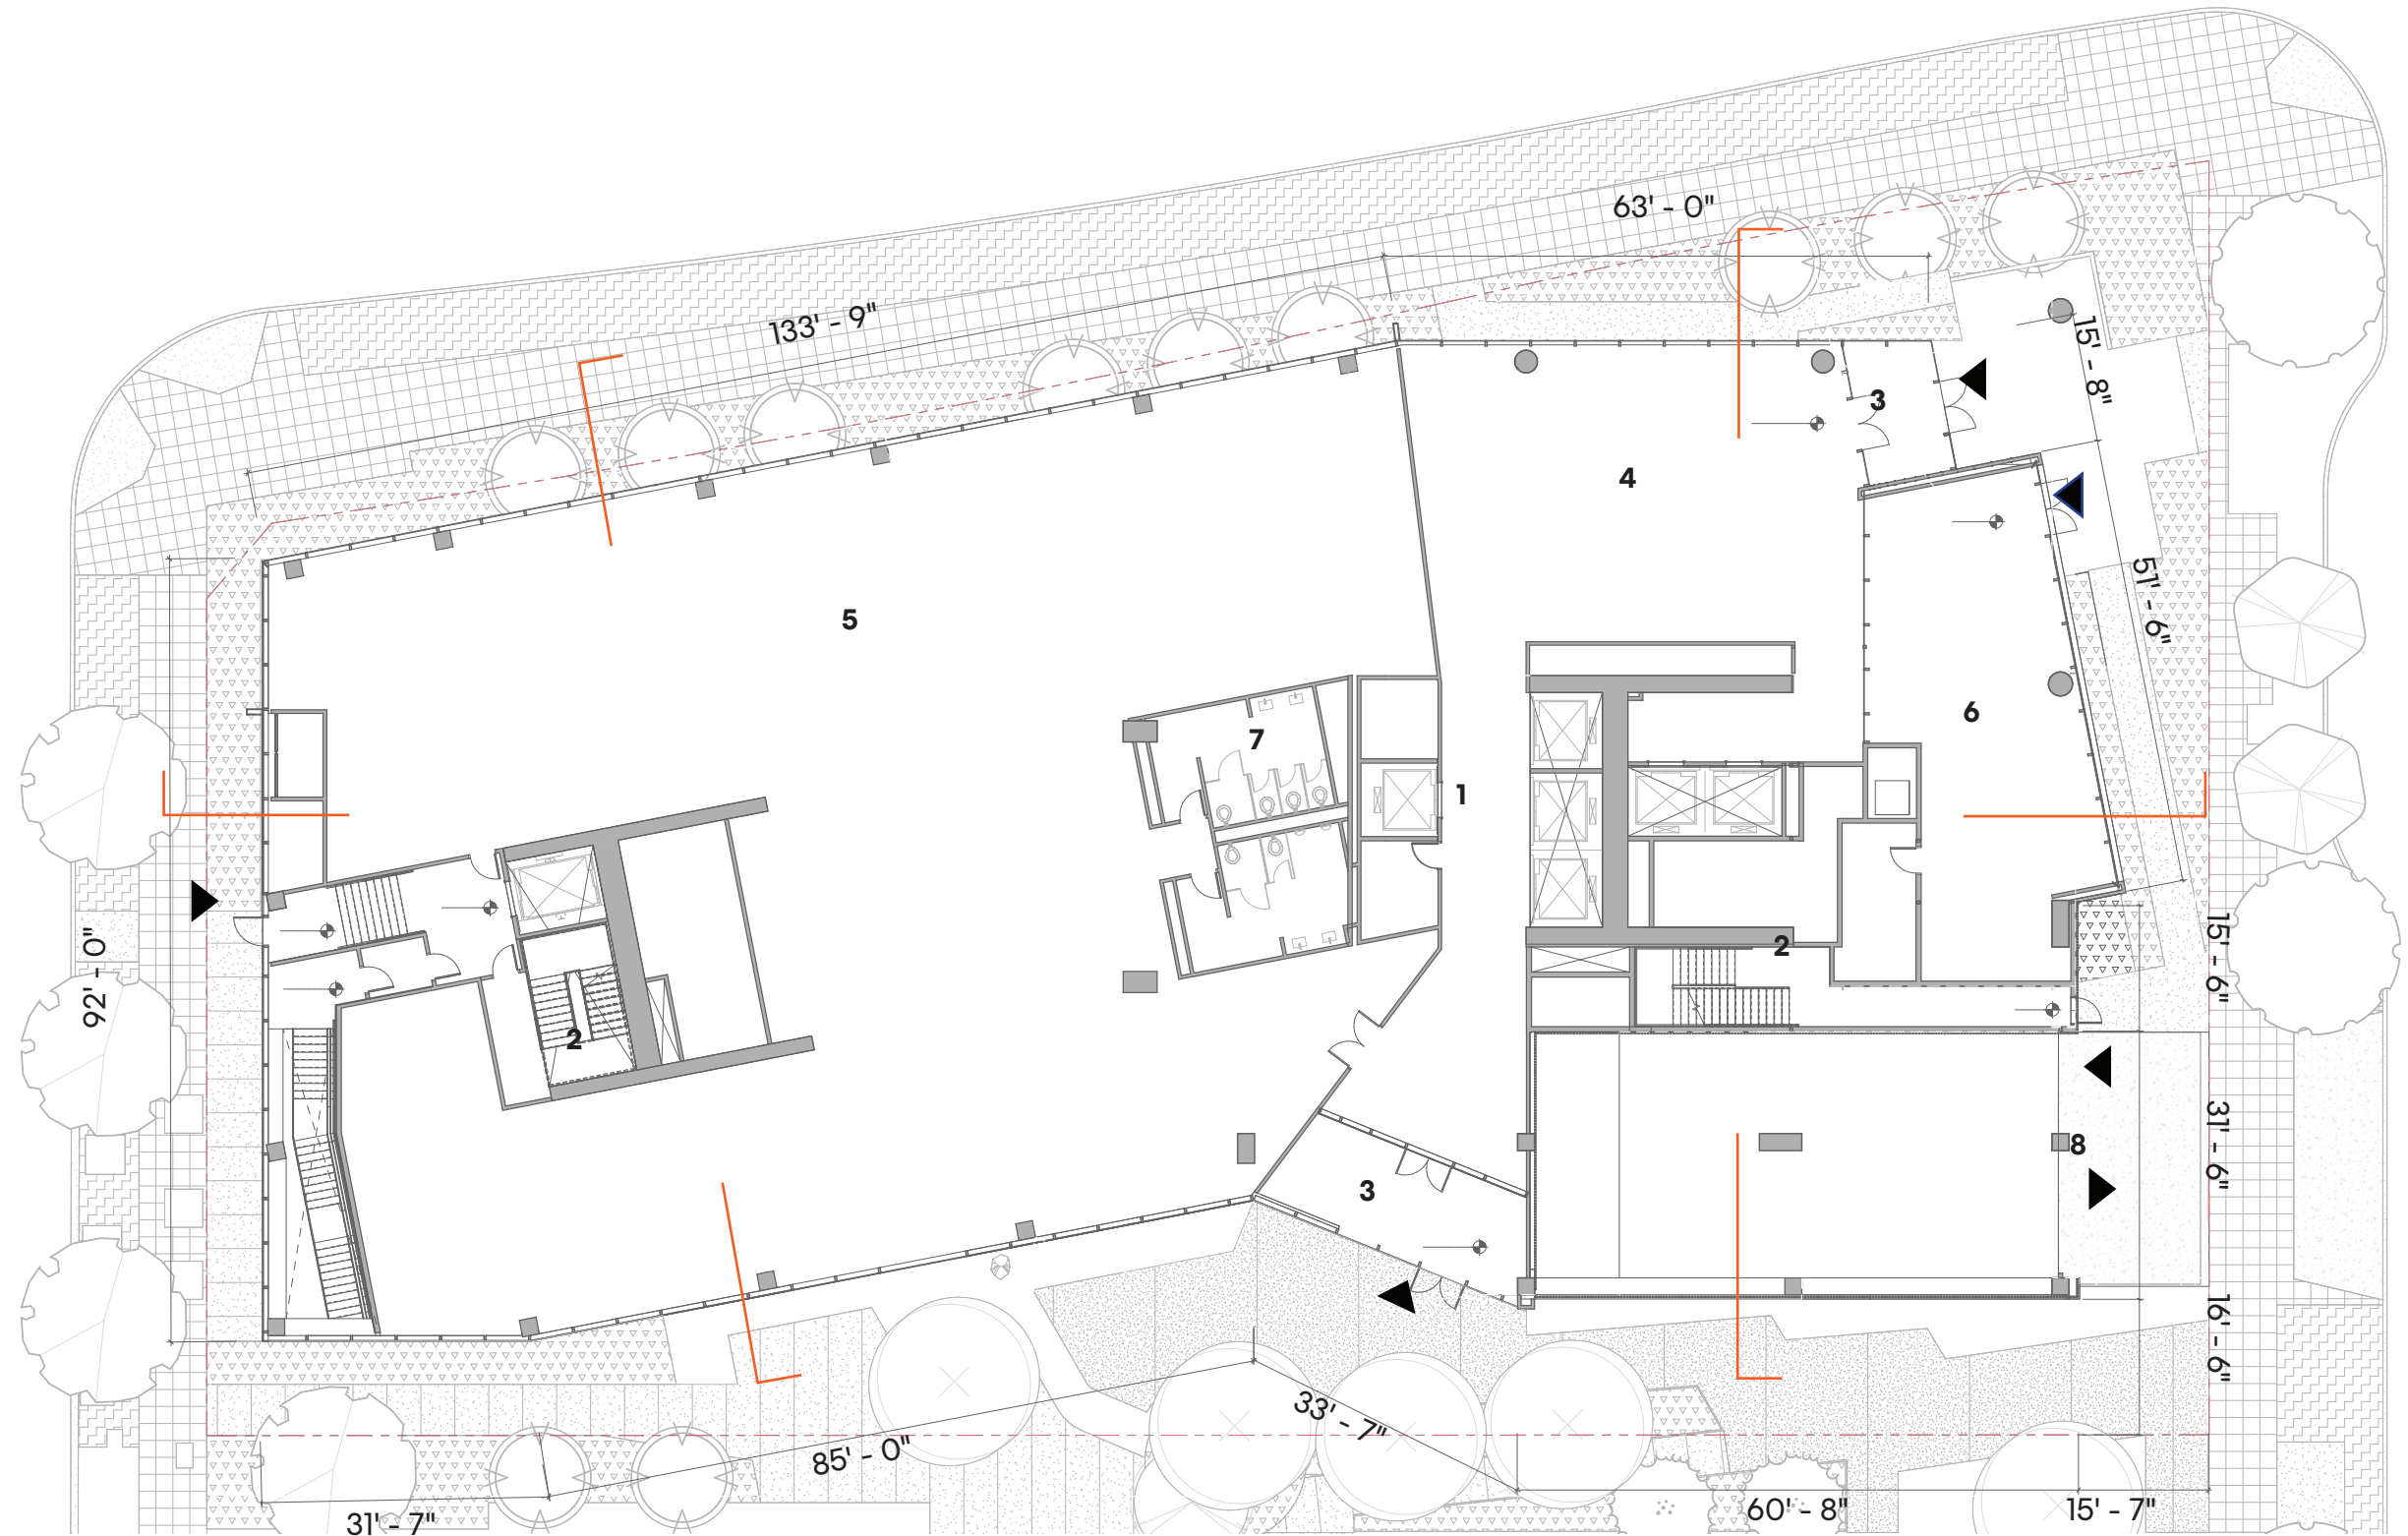 63' - 0"
133' - 9"
15' - 8"
3
4
5
51' - 6"
6
7
1
2
92' - 0"
15' - 6"
2
8
31' - 6"
3
16' - 6"
33' - 7"
85' - 0"
60' - 8"
15' - 7"
31' - 7"